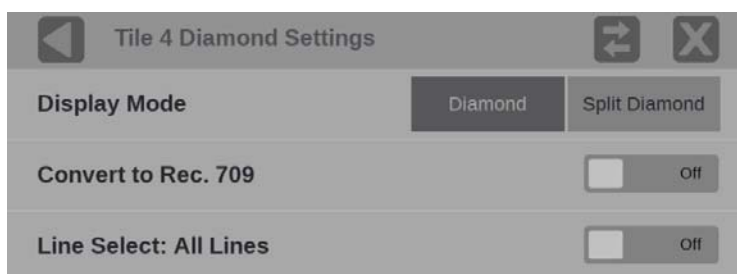 Tile 4 Diamond Settings
Display Mode Diamond Split Diamond
Convert to Rec. 709 Off
Line Select: All Lines Off